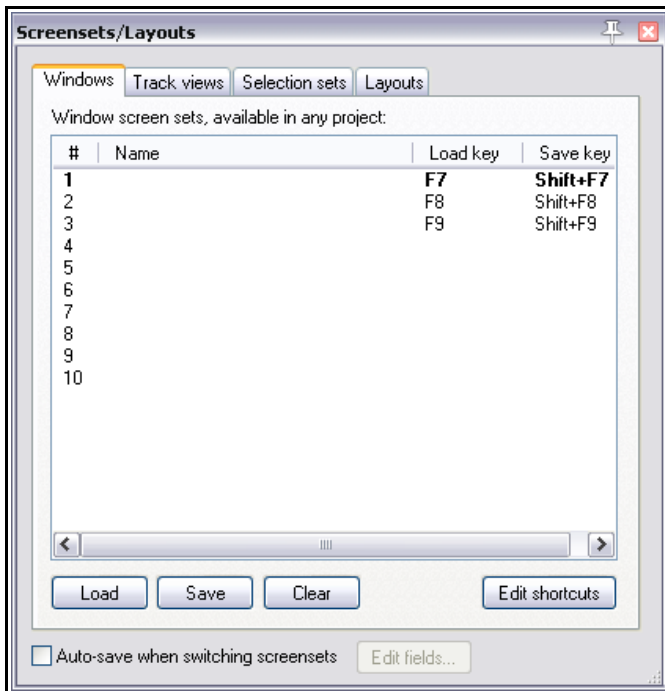 Screensets/Layouts
Windows Track views Selection sets Layouts
Window screen sets, available in any project:
# Name Load key Save key
1 F7 Shift+F7
2 F8 Shift+F8
3 F9 Shift+F9
4
5
6
7
8
9
10
Load Save Clear Edit shortcuts
Auto-save when switching screensets Edit fields...